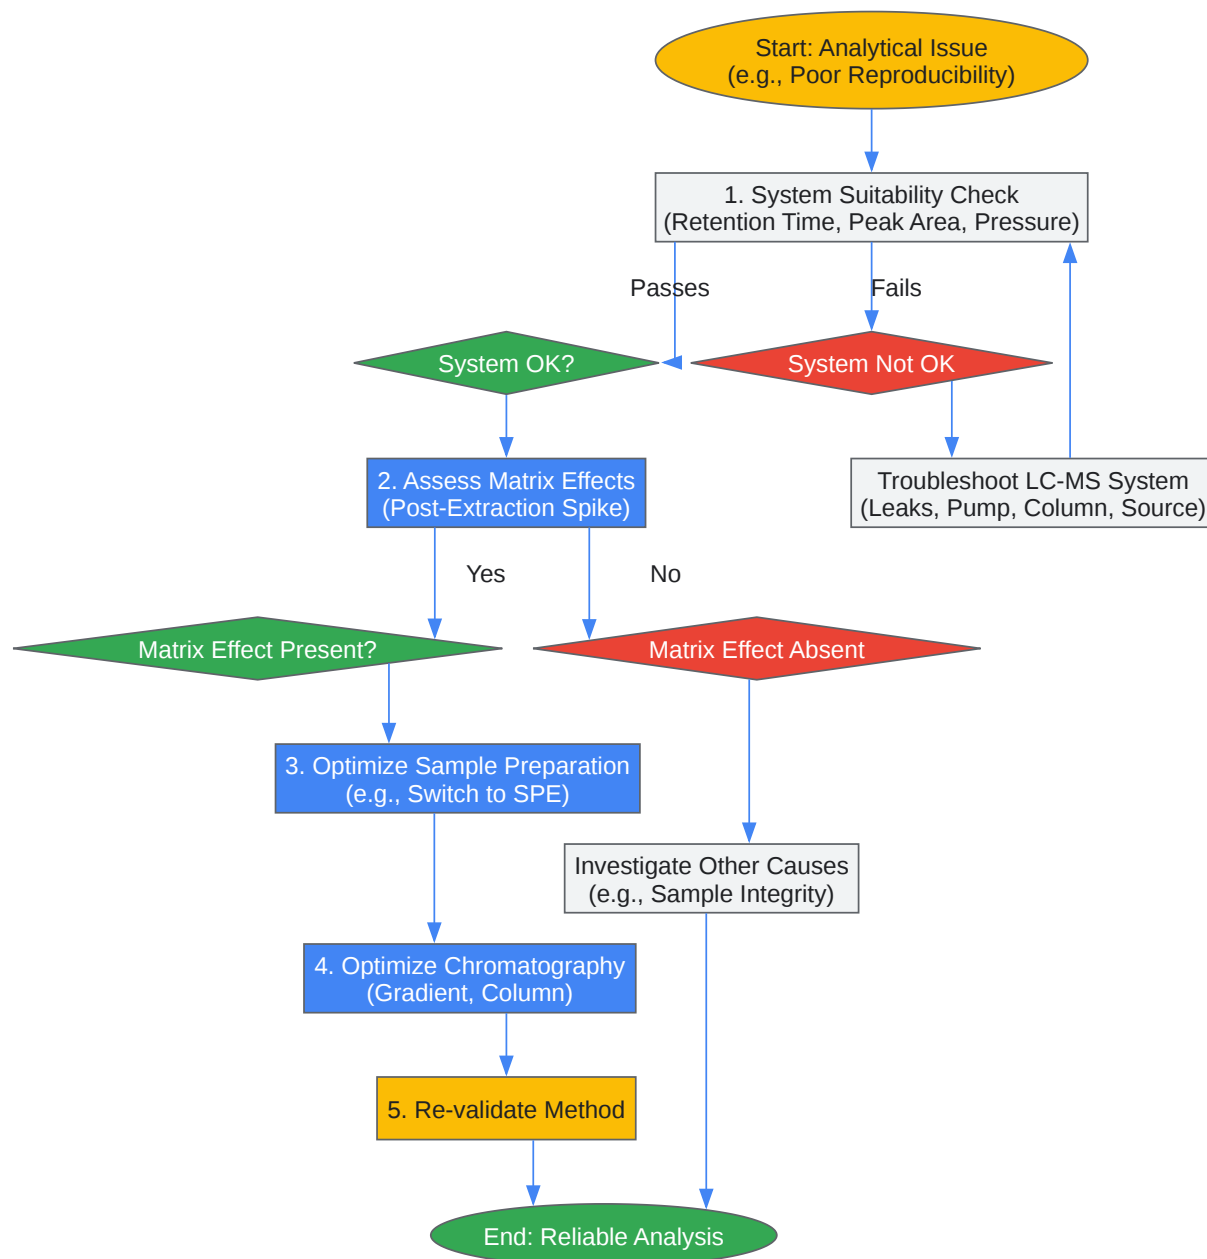 Start: Analytical Issue
(e.g., Poor Reproducibility)
1. System Suitability Check
(Retention Time, Peak Area, Pressure)
Passes
Fails
System OK?
System Not OK
2. Assess Matrix Effects
(Post-Extraction Spike)
Troubleshoot LC-MS System
(Leaks, Pump, Column, Source)
Yes
No
Matrix Effect Present?
Matrix Effect Absent
3. Optimize Sample Preparation
(e.g., Switch to SPE)
Investigate Other Causes
(e.g., Sample Integrity)
4. Optimize Chromatography
(Gradient, Column)
5. Re-validate Method
End: Reliable Analysis